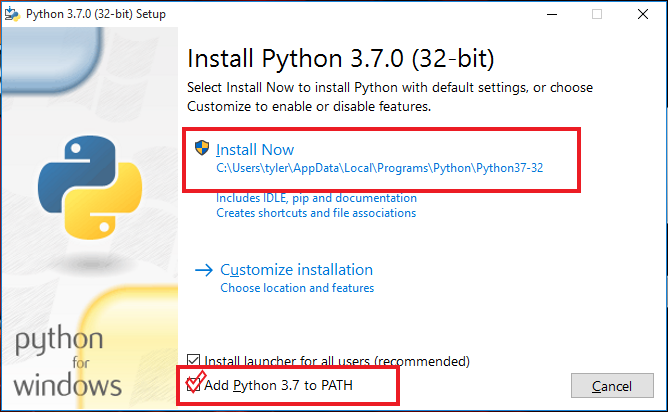 Python 3.7.0 (32-bit) Setup
Install Python 3.7.0 (32-bit)
Select Install Now to install Python with default settings, or choose
Customize to enable or disable features.
Install Now
C:\Users\tyler\AppData\Local\Programs\Python\Python37-32
Includes IDLE, pip and documentation
Creates shortcuts and file associations
Customize installation
Choose location and features
python
for
windows
Install launcher for all users (recommended)
Add Python 3.7 to PATH
Cancel